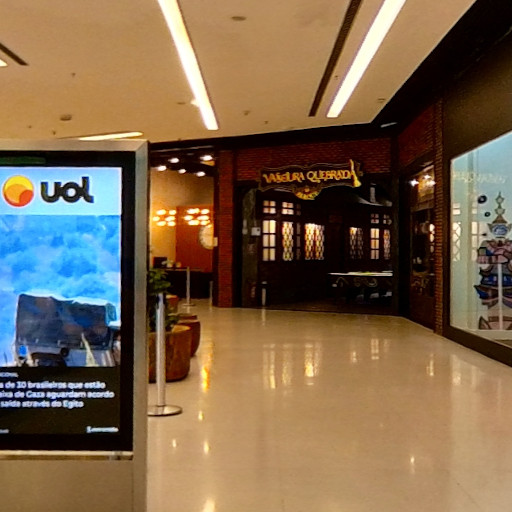 VASSOURA QUEBRADA
uol
a de 30 brasileiros que estão
aixa de Gaza aguardam acordo
saída através do Egito